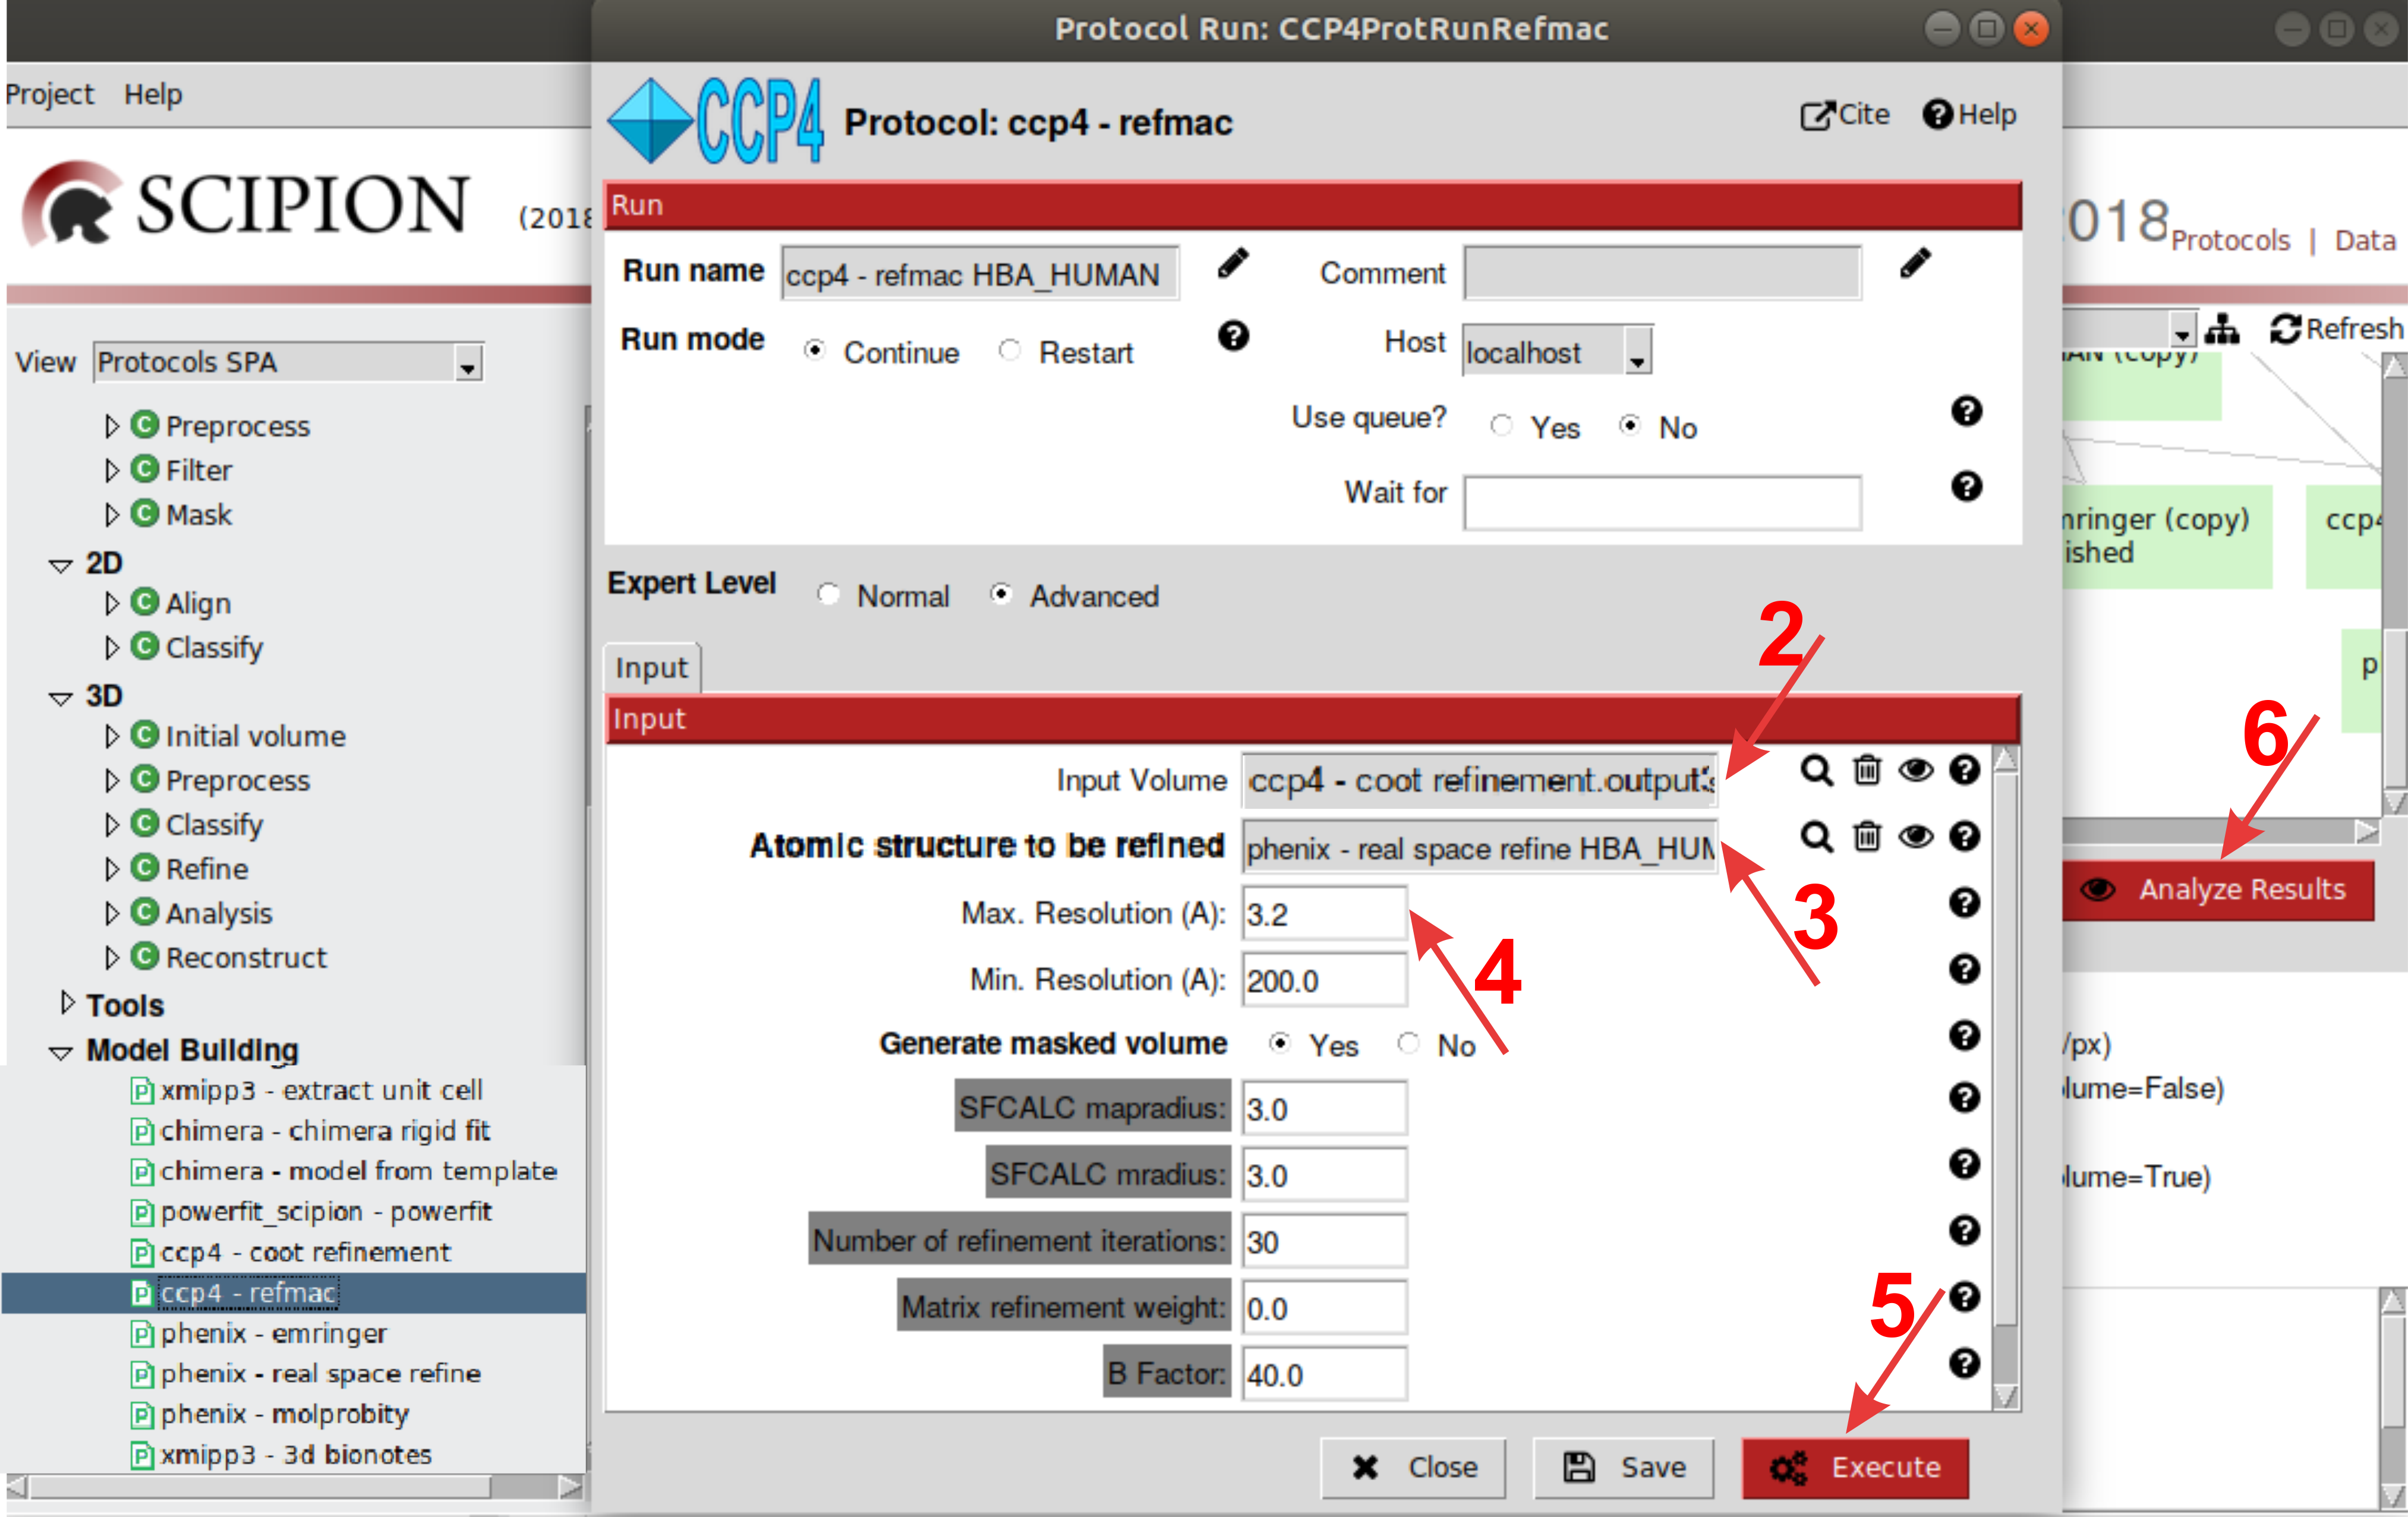 Protocol Run: CCP4ProtRunRefmac
Project Help
CCP4 Protocol: ccp4 - refmac
Cite Help
SCIPION (2018
2018 Protocols | Data
Run
Run name ccp4 - refmac HBA_HUMAN
Comment
Run mode Continue Restart
Host localhost
Use queue? Yes No
Wait for
View Protocols SPA
Refresh
Preprocess
Filter
Mask
2D
Align
Classify
3D
Initial volume
Preprocess
Classify
Refine
Analysis
Reconstruct
Tools
Model Building
xmipp3 - extract unit cell
chimera - chimera rigid fit
chimera - model from template
powerfit_scipion - powerfit
ccp4 - coot refinement
ccp4 - refmac
phenix - emringer
phenix - real space refine
phenix - molprobity
xmipp3 - 3d bionotes
Expert Level Normal Advanced
Input
Input
Input Volume ccp4 - coot refinement.output
Atomic structure to be refined phenix - real space refine HBA_HUM
Max. Resolution (A): 3.2
Min. Resolution (A): 200.0
Generate masked volume Yes No
SFCALC mapradius: 3.0
SFCALC mradius: 3.0
Number of refinement iterations: 30
Matrix refinement weight: 0.0
B Factor: 40.0
Close Save Execute
2
3
4
5
6
(copy)
mringer (copy)
ished
ccp4
p
Analyze Results
/px)
lume=False)
lume=True)